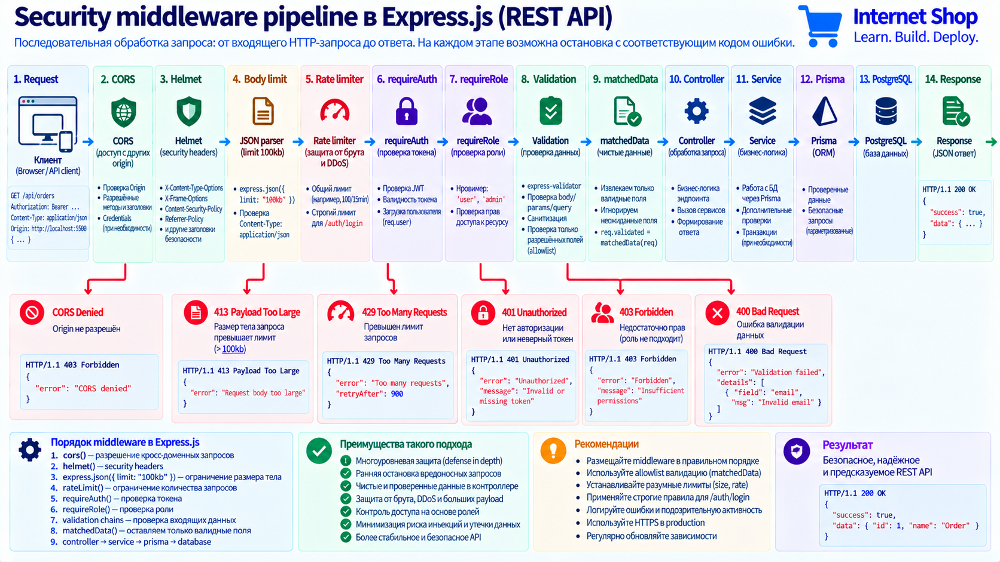 Security middleware pipeline в Express.js (REST API)
Последовательная обработка запроса: от входящего HTTP-запроса до ответа. На каждом этапе возможна остановка с соответствующим кодом ошибки.
Internet Shop
Learn. Build. Deploy.
1. Request
Клиент
(Browser / API client)
GET /api/orders
Authorization: Bearer ...
Content-Type: application/json
Origin: http://localhost:5500
{ ... }
2. CORS
CORS
(доступ с других
origin)
• Проверка Origin
• Разрешённые
методы и заголовки
• Credentials
(при необходимости)
3. Helmet
Helmet
(security headers)
• X-Content-Type-Options
• X-Frame-Options
• Content-Security-Policy
• Referrer-Policy
• и другие заголовки
безопасности
4. Body limit
JSON parser
(limit 100kb)
• express.json({
limit: "100kb" })
• Проверка
Content-Type:
application/json
5. Rate limiter
Rate limiter
(защита от брута
и DDoS)
• Общий лимит
(например, 100/15min)
• Строгий лимит
для /auth/login
6. requireAuth
requireAuth
(проверка токена)
• Проверка JWT
• Валидность токена
• Загрузка пользователя
(req.user)
7. requireRole
requireRole
(проверка роли)
• Нровимер:
'user', 'admin'
• Проверка прав
доступа к ресурсу
8. Validation
Validation
(проверка данных)
• express-validator
• Проверка body/
params/query
• Санитизация
• Проверка только
разрешённых полей
(allowlist)
9. matchedData
matchedData
(чистые данные)
• Извлекаем только
валидные поля
• Игнорируем
неожиданные поля
• req.validated =
matchedData(req)
10. Controller
Controller
(обработка запроса)
• Бизнес-логика
эндпоинта
• Вызов сервисов
• Формирование
ответа
11. Service
Service
(бизнес-логика)
• Работа с БД
через Prisma
• Дополнительные
проверки
• Транзакции
(при необходимости)
12. Prisma
Prisma
(ORM)
• Проверенные
данные
• Безопасные
запросы
(параметризованные)
13. PostgreSQL
PostgreSQL
(база данных)
14. Response
Response
(JSON ответ)
HTTP/1.1 200 OK
{
"success": true,
"data": { ... }
}
CORS Denied
Origin не разрешён
HTTP/1.1 403 Forbidden
{
"error": "CORS denied"
}
413 Payload Too Large
Размер тела запроса
превышает лимит
(> 100kb)
HTTP/1.1 413 Payload Too Large
{
"error": "Request body too large"
}
429 Too Many Requests
Превышен лимит
запросов
HTTP/1.1 429 Too Many Requests
{
"error": "Too many requests",
"retryAfter": 900
}
401 Unauthorized
Нет авторизации
или неверный токен
HTTP/1.1 401 Unauthorized
{
"error": "Unauthorized",
"message": "Invalid or
missing token"
}
403 Forbidden
Недостаточно прав
(роль не подходит)
HTTP/1.1 403 Forbidden
{
"error": "Forbidden",
"message": "Insufficient
permissions"
}
400 Bad Request
Ошибка валидации
данных
HTTP/1.1 400 Bad Request
{
"error": "Validation failed",
"details": [
{ "field": "email",
"msg": "Invalid email" }
]
}
Порядок middleware в Express.js
1. cors() — разрешение кросс-доменных запросов
2. helmet() — security headers
3. express.json({ limit: "100kb" }) — ограничение размера тела
4. rateLimit() — ограничение количества запросов
5. requireAuth() — проверка токена
6. requireRole() — проверка роли
7. validation chains — проверка входящих данных
8. matchedData() — оставляем только валидные поля
9. controller → service → prisma → database
Преимущества такого подхода
1 Многоуровневая защита (defense in depth)
Ранняя остановка вредоносных запросов
Чистые и проверенные данные в контроллере
Защита от брута, DDoS и больших payload
Контроль доступа на основе ролей
Минимизация риска инъекций и утечки данных
Более стабильное и безопасное API
Рекомендации
• Размещайте middleware в правильном порядке
• Используйте allowlist валидацию (matchedData)
• Устанавливайте разумные лимиты (size, rate)
• Применяйте строгие правила для /auth/login
• Логируйте ошибки и подозрительную активность
• Используйте HTTPS в production
• Регулярно обновляйте зависимости
Результат
Безопасное, надёжное
и предсказуемое REST API
HTTP/1.1 200 OK
{
"success": true,
"data": { "id": 1, "name": "Order" }
}